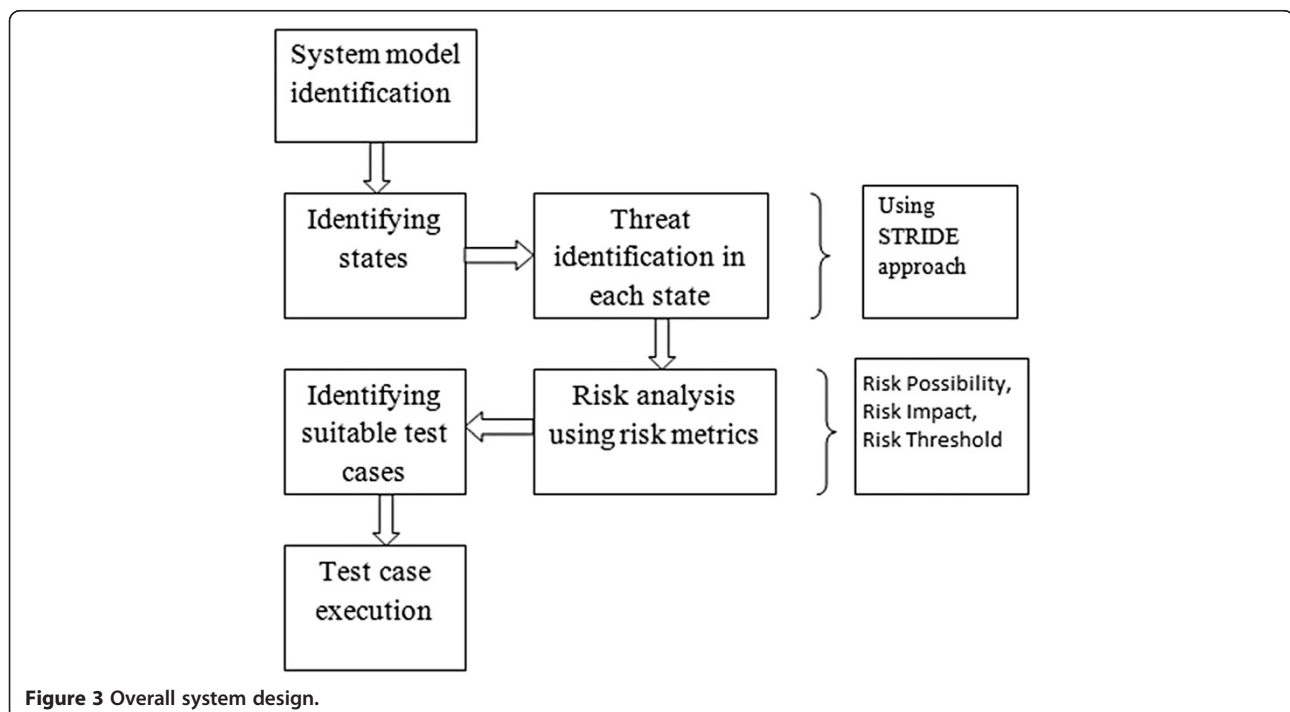 System model
identification
Identifying
states
Threat
identification in
each state
Using
STRIDE
approach
Risk analysis
using risk metrics
Risk Possibility,
Risk Impact,
Risk Threshold
Identifying
suitable test
cases
Test case
execution
Figure 3 Overall system design.